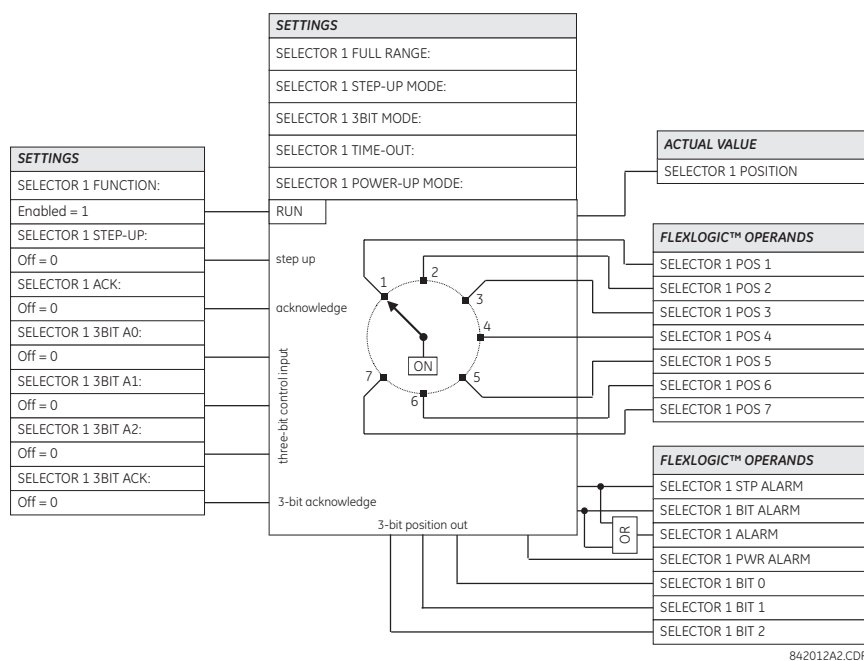 SETTINGS
SELECTOR 1 FULL RANGE:
SELECTOR 1 STEP-UP MODE:
SELECTOR 1 3BIT MODE:
SELECTOR 1 TIME-OUT:
SELECTOR 1 POWER-UP MODE:
SETTINGS
SELECTOR 1 FUNCTION:
Enabled = 1
SELECTOR 1 STEP-UP:
Off = 0
SELECTOR 1 ACK:
Off = 0
SELECTOR 1 3BIT A0:
Off = 0
SELECTOR 1 3BIT A1:
Off = 0
SELECTOR 1 3BIT A2:
Off = 0
SELECTOR 1 3BIT ACK:
Off = 0
RUN
step up
acknowledge
three-bit control input
3-bit acknowledge
3-bit position out
1
2
3
4
5
6
7
ON
ACTUAL VALUE
SELECTOR 1 POSITION
FLEXLOGIC™ OPERANDS
SELECTOR 1 POS 1
SELECTOR 1 POS 2
SELECTOR 1 POS 3
SELECTOR 1 POS 4
SELECTOR 1 POS 5
SELECTOR 1 POS 6
SELECTOR 1 POS 7
FLEXLOGIC™ OPERANDS
SELECTOR 1 STP ALARM
SELECTOR 1 BIT ALARM
OR
SELECTOR 1 ALARM
SELECTOR 1 PWR ALARM
SELECTOR 1 BIT 0
SELECTOR 1 BIT 1
SELECTOR 1 BIT 2
842012A2.CDR